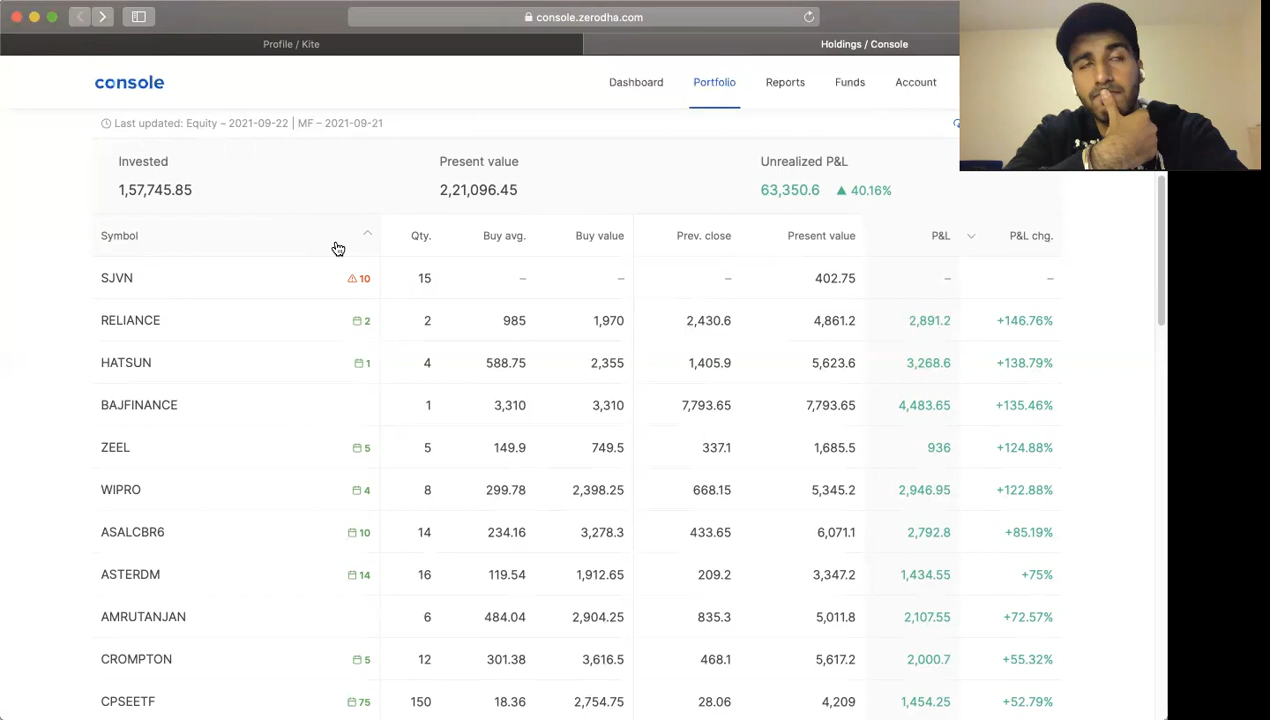 console.zerodha.com
Profile / Kite Holdings / Console
console Dashboard Portfolio Reports Funds Account
Last updated: Equity – 2021-09-22 | MF – 2021-09-21
Invested Present value Unrealized P&L
1,57,745.85 2,21,096.45 63,350.6 ▲ 40.16%
Symbol Qty. Buy avg. Buy value Prev. close Present value P&L P&L chg.
SJVN 10 15 – – – 402.75 – –
RELIANCE 2 2 985 1,970 2,430.6 4,861.2 2,891.2 +146.76%
HATSUN 1 4 588.75 2,355 1,405.9 5,623.6 3,268.6 +138.79%
BAJFINANCE 1 3,310 3,310 7,793.65 7,793.65 4,483.65 +135.46%
ZEEL 5 5 149.9 749.5 337.1 1,685.5 936 +124.88%
WIPRO 4 8 299.78 2,398.25 668.15 5,345.2 2,946.95 +122.88%
ASALCBR6 10 14 234.16 3,278.3 433.65 6,071.1 2,792.8 +85.19%
ASTERDM 14 16 119.54 1,912.65 209.2 3,347.2 1,434.55 +75%
AMRUTANJAN 6 484.04 2,904.25 835.3 5,011.8 2,107.55 +72.57%
CROMPTON 5 12 301.38 3,616.5 468.1 5,617.2 2,000.7 +55.32%
CPSEETF 75 150 18.36 2,754.75 28.06 4,209 1,454.25 +52.79%